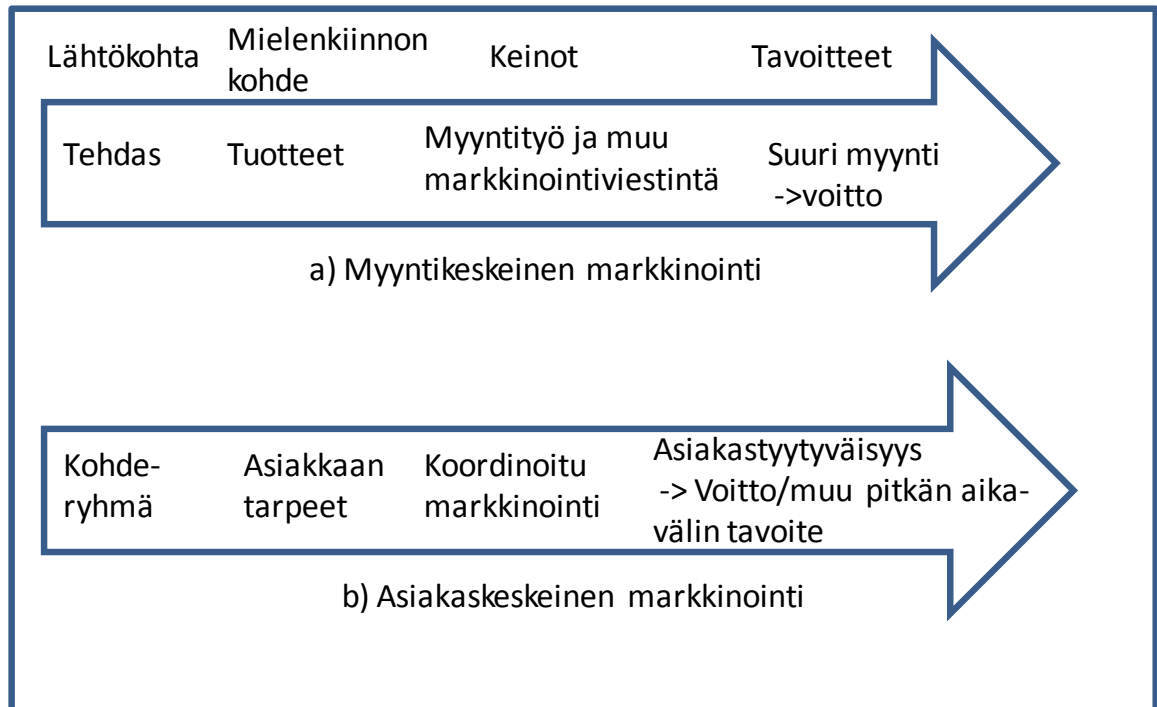 Lähtökohta
Mielenkiinnon
kohde
Keinot
Tavoitteet
Tehdas
Tuotteet
Myyntityö ja muu
markkinointiviestintä
Suuri myynti
->voitto
a) Myyntikeskeinen markkinointi
Kohde-
ryhmä
Asiakkaan
tarpeet
Koordinoitu
markkinointi
Asiakastyytyväisyys
-> Voitto/muu pitkän aika-
välin tavoite
b) Asiakaskeskeinen markkinointi